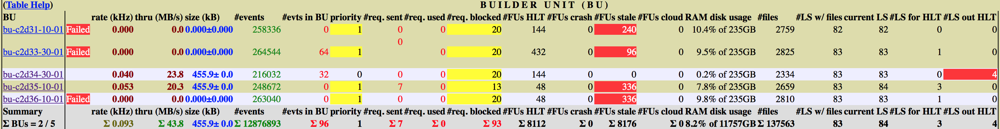 (Table Help) BUILDER UNIT (BU)
BU rate (kHz) thru (MB/s) size (kB) #events #evts in BU priority #req. sent #req. used #req. blocked #FUs HLT #FUs crash #FUs stale #FUs cloud RAM disk usage #files #LS w/ files current LS #LS for HLT #LS out HLT
bu-c2d31-10-01 Failed 0.000 0.0 0.000±0.000 258336 0 1 0 0 20 144 0 240 0 10.4% of 235GB 2759 82 82 0 0
0
bu-c2d33-30-01 Failed 0.000 0.0 0.000±0.000 264544 64 1 0 20 432 0 96 0 9.5% of 235GB 2825 83 83 1 0
bu-c2d34-30-01 0.040 23.8 455.9± 0.0 216032 32 0 0 0 20 144 0 0 0 0.2% of 235GB 2334 83 83 0 4
bu-c2d35-10-01 0.053 20.3 455.9± 0.0 248672 0 1 7 0 13 48 0 336 0 7.8% of 235GB 2659 83 84 3 0
bu-c2d36-10-01 Failed 0.000 0.0 0.000±0.000 263040 0 1 0 0 20 48 0 336 0 9.8% of 235GB 2810 83 83 1 0
Summary rate (kHz) thru (MB/s) size (kB) #events #evts in BU priority #req. sent #req. used #req. blocked #FUs HLT #FUs crash #FUs stale #FUs cloud RAM disk usage #files #LS w/ files current LS #LS for HLT #LS out HLT
Σ BUs = 2 / 5 Σ 0.093 Σ 43.8 455.9± 0.0 Σ 12876893 Σ 96 1 Σ 7 Σ 0 Σ 93 Σ 8112 Σ 0 Σ 8176 Σ 0 8.2% of 11757GB Σ 137563 83 84 3 4